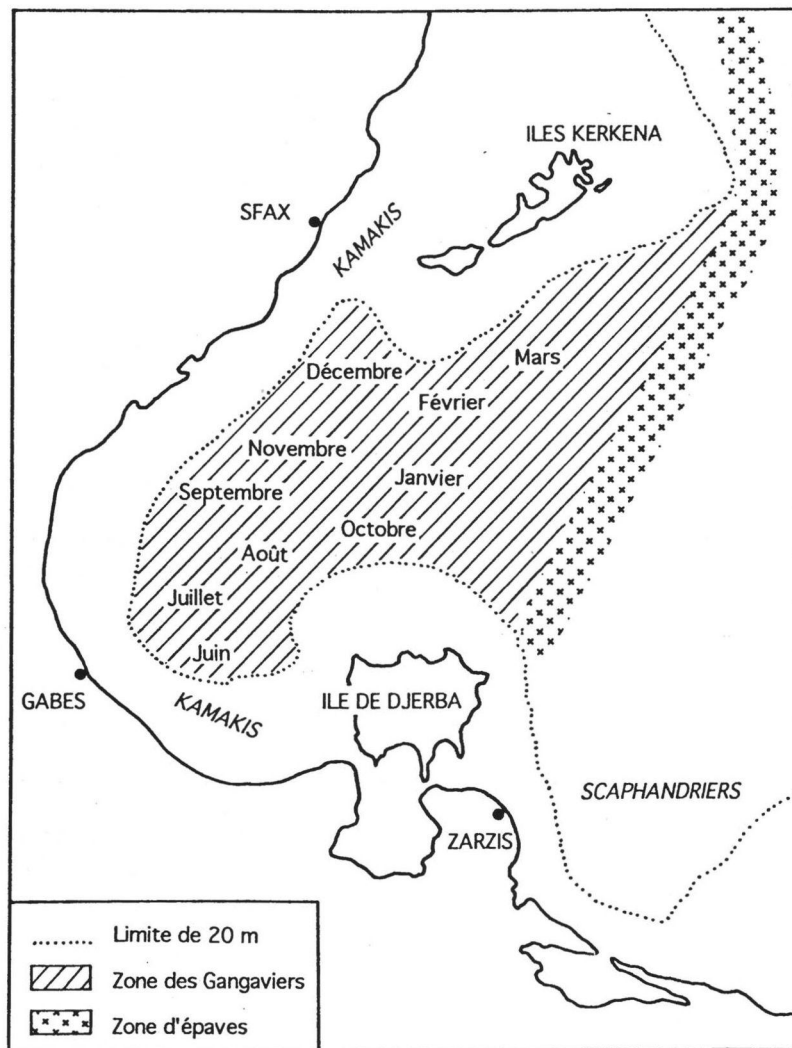 ILES KERKENA
SFAX
KAMAKIS
Mars
Décembre
Février
Novembre
Janvier
Septembre
Octobre
Août
Juillet
Juin
GABES
KAMAKIS
ILE DE DJERBA
SCAPHANDRIERS
ZARZIS
Limite de 20 m
Zone des Gangaviers
Zone d'épaves